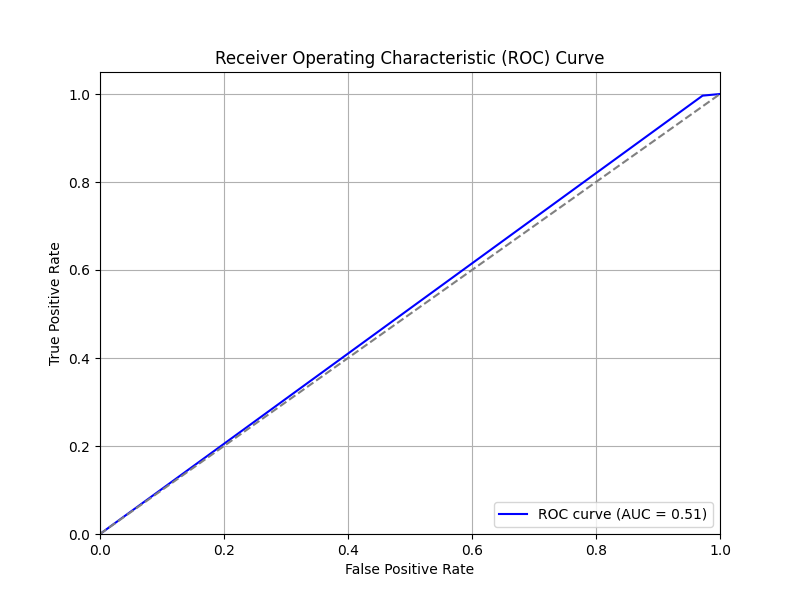 Receiver Operating Characteristic (ROC) Curve
1.0
0.8
0.6
0.4
0.2
0.0
True Positive Rate
ROC curve (AUC = 0.51)
0.0 0.2 0.4 0.6 0.8 1.0
False Positive Rate